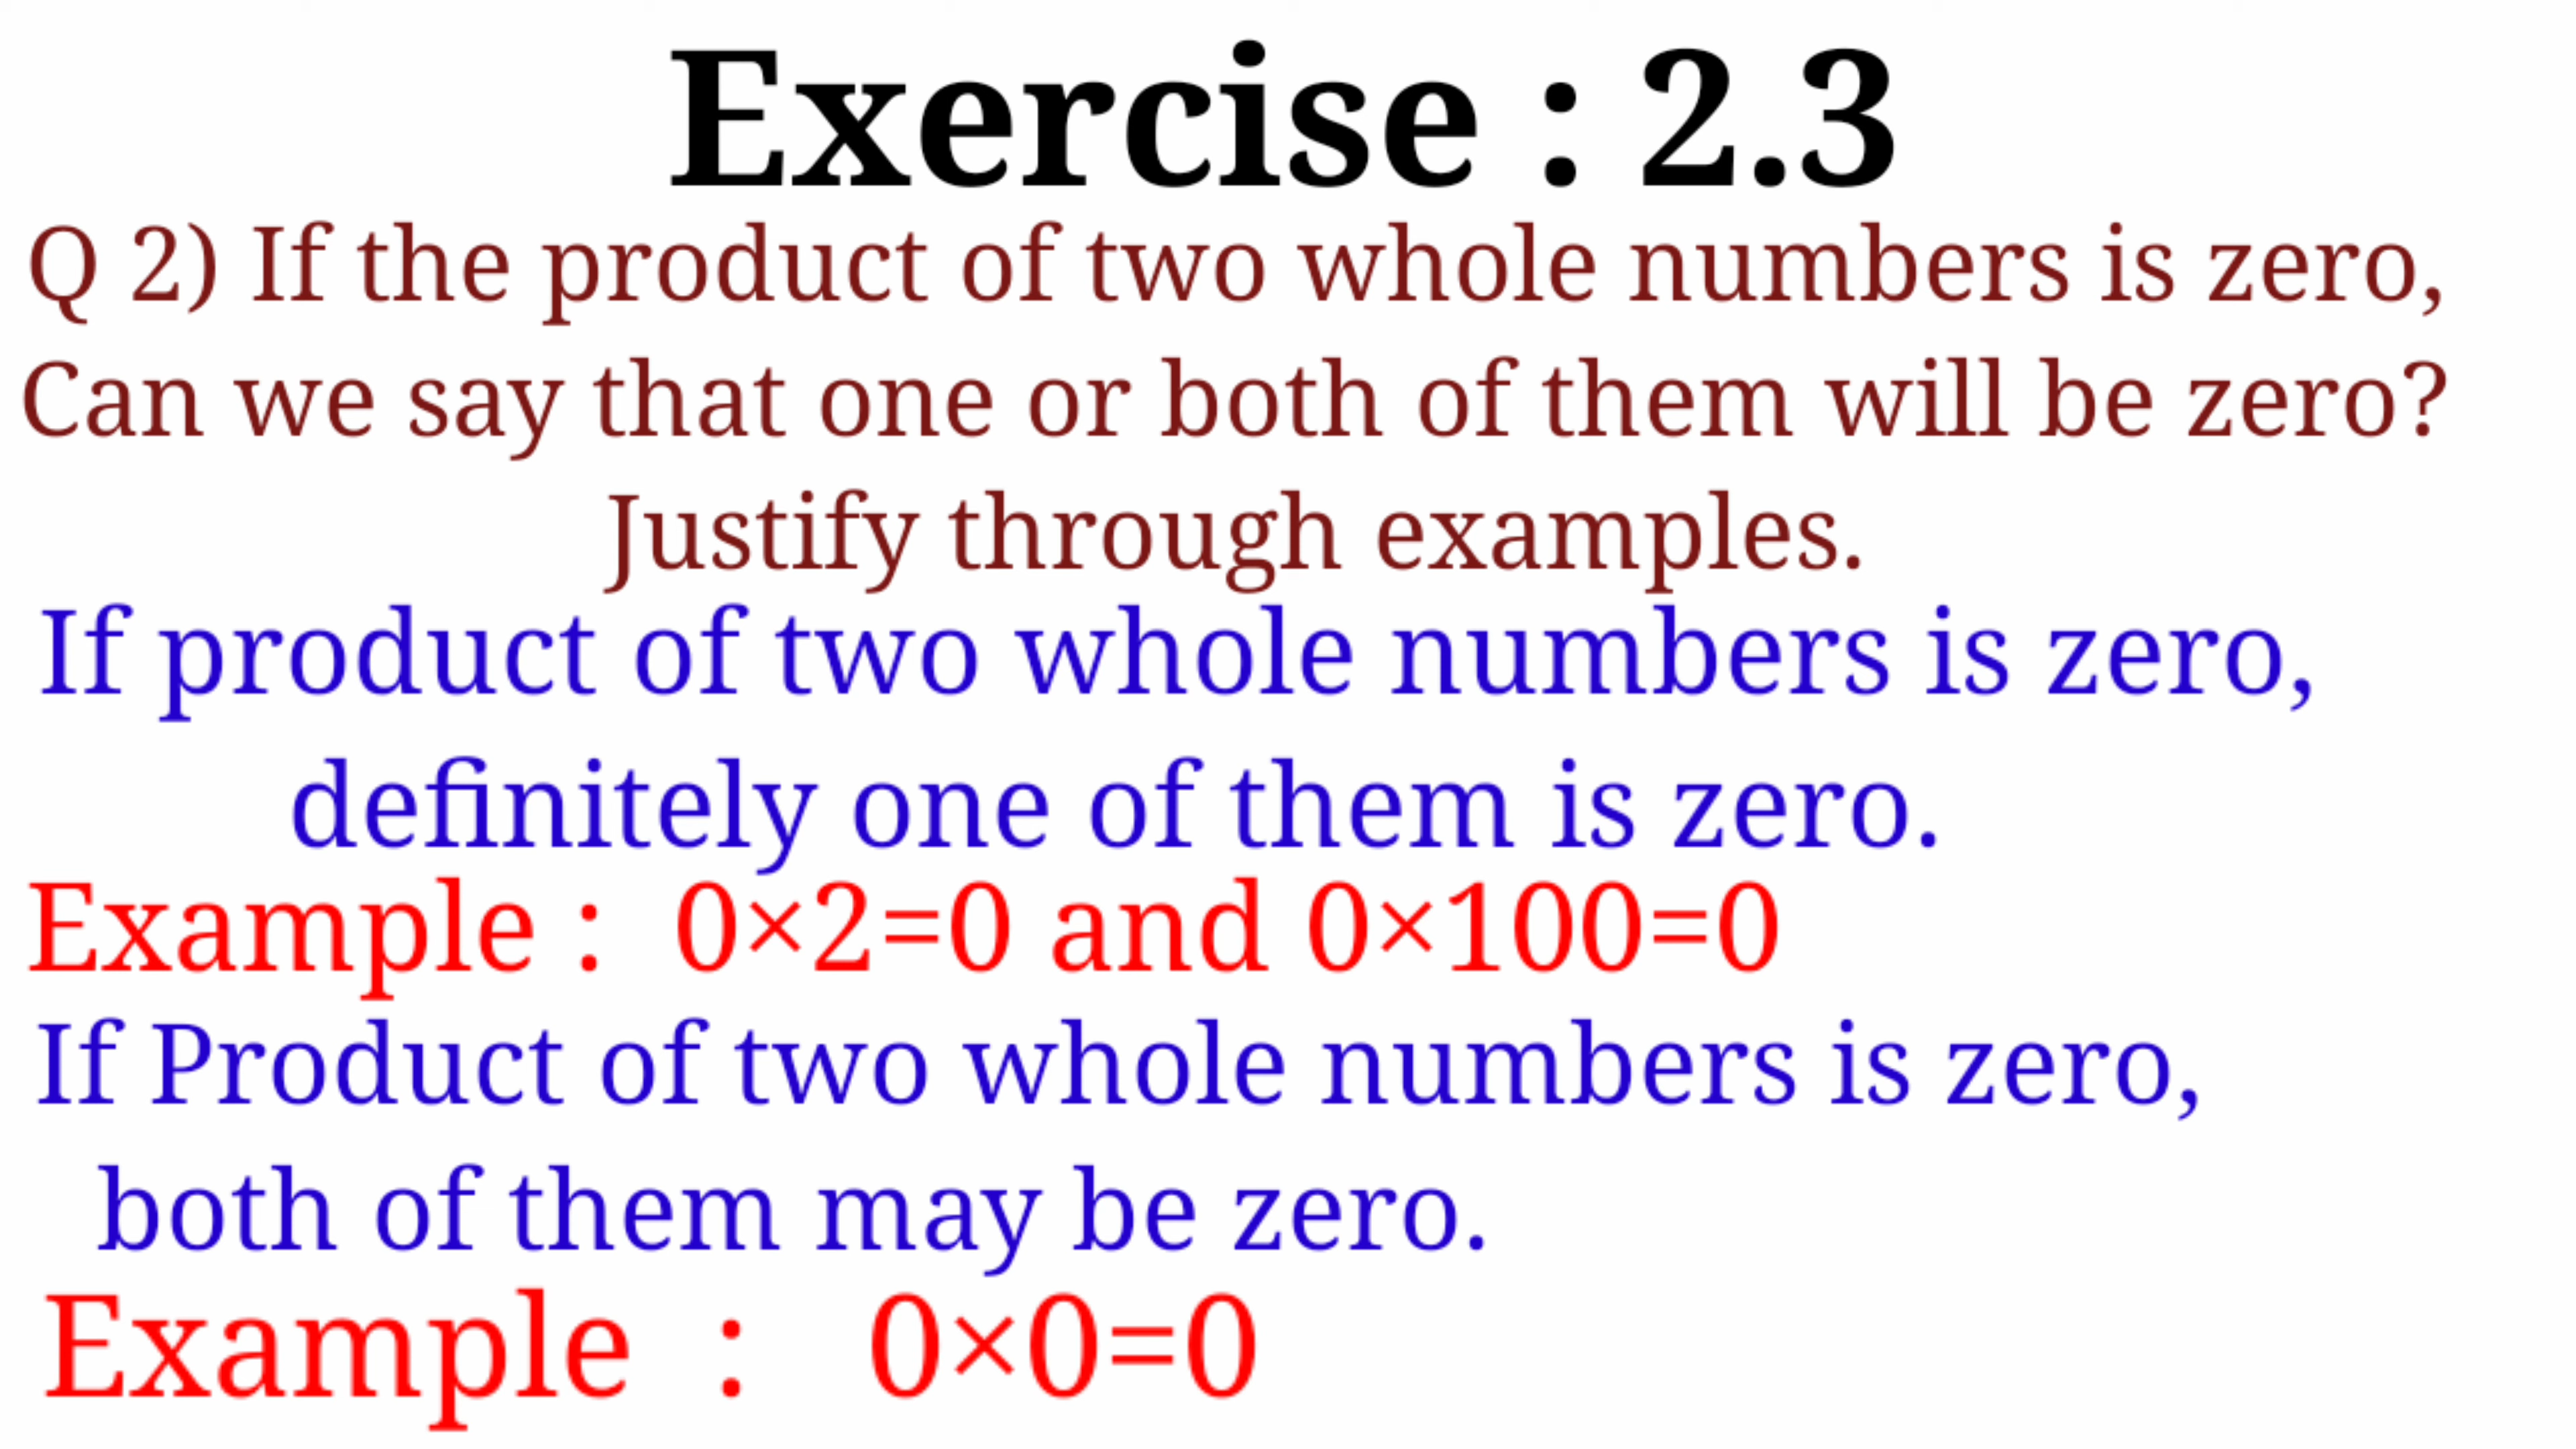 Exercise : 2.3
Q 2) If the product of two whole numbers is zero,
Can we say that one or both of them will be zero?
Justify through examples.
If product of two whole numbers is zero,
definitely one of them is zero.
Example : 0×2=0 and 0×100=0
If Product of two whole numbers is zero,
both of them may be zero.
Example : 0×0=0